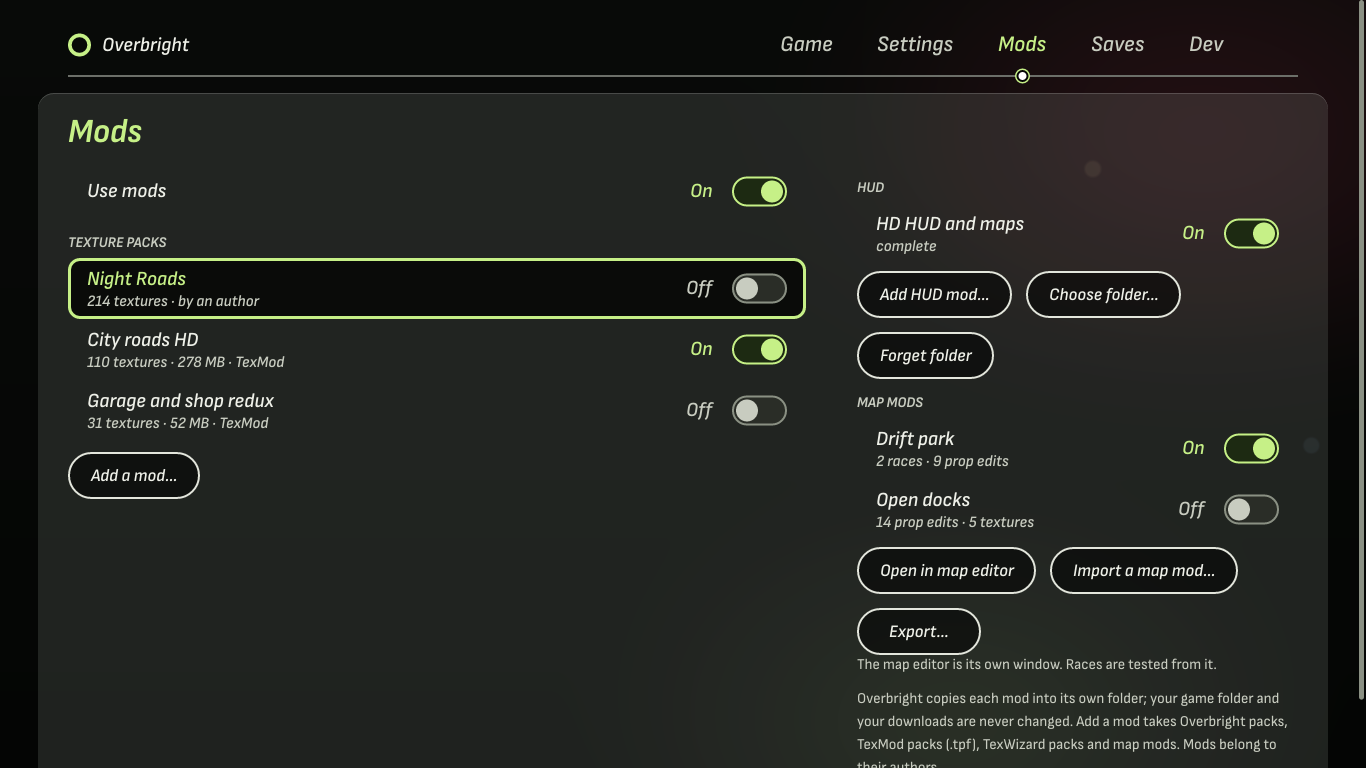 Overbright
Game
Settings
Mods
Saves
Dev
Mods
Use mods
On
TEXTURE PACKS
Night Roads
214 textures · by an author
Off
City roads HD
110 textures · 278 MB · TexMod
On
Garage and shop redux
31 textures · 52 MB · TexMod
Off
Add a mod...
HUD
HD HUD and maps
complete
On
Add HUD mod...
Choose folder...
Forget folder
MAP MODS
Drift park
2 races · 9 prop edits
On
Open docks
14 prop edits · 5 textures
Off
Open in map editor
Import a map mod...
Export...
The map editor is its own window. Races are tested from it.
Overbright copies each mod into its own folder; your game folder and
your downloads are never changed. Add a mod takes Overbright packs,
TexMod packs (.tpf), TexWizard packs and map mods. Mods belong to
their authors.